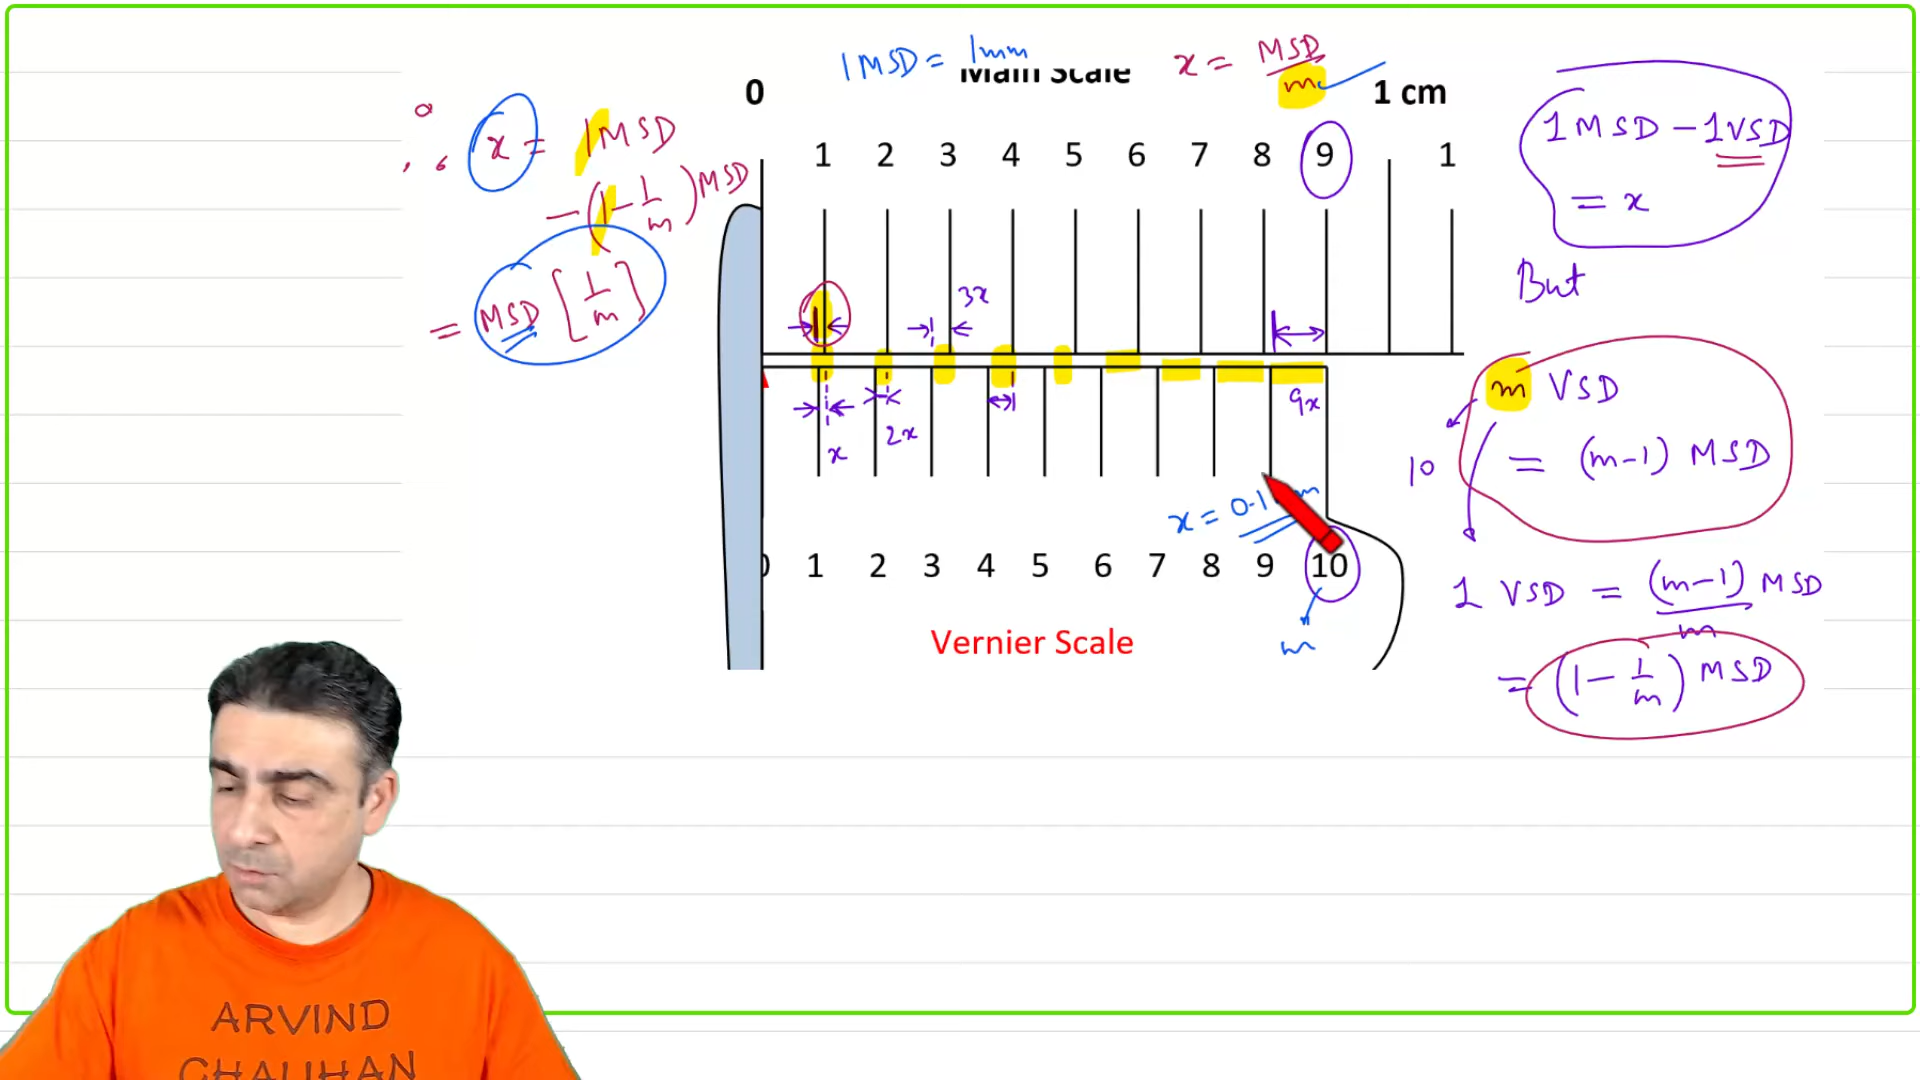 1 MSD = 1mm
Main Scale
x = MSD / m
0
1 cm
1 2 3 4 5 6 7 8 9 1
∴ x = 1 MSD
- (1 - 1/m) MSD
= MSD [1/m]
1 MSD - 1 VSD
= x
But
3x
m VSD
= (m-1) MSD
10
9x
2x
x
x = 0.1
0 1 2 3 4 5 6 7 8 9 10
m
Vernier Scale
1 VSD = (m-1)/m MSD
= (1 - 1/m) MSD
ARVIND
CHAUHAN